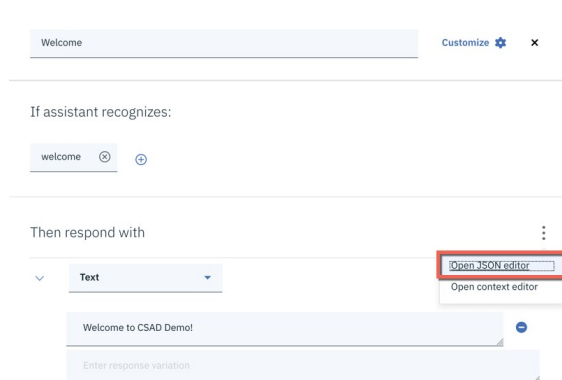 Welcome
Customize
If assistant recognizes:
welcome
Then respond with
Open JSON editor
Text
Open context editor
Welcome to CSAD Demo!
Enter response variation